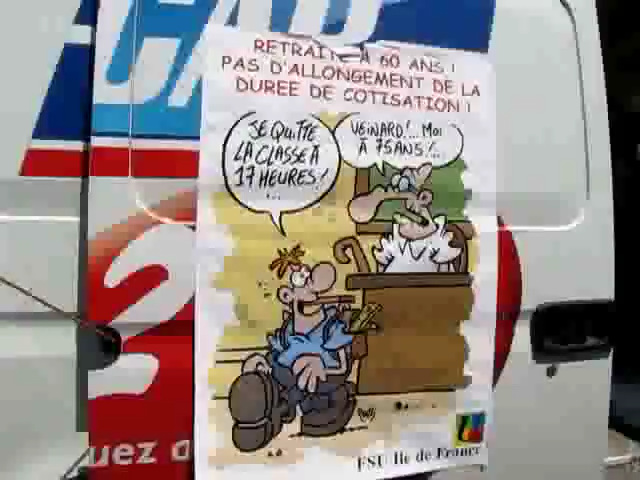 RETRAITE A 60 ANS !
PAS D'ALLONGEMENT DE LA
DUREE DE COTISATION !
JE QUITTE
LA CLASSE A
17 HEURES !
...
VEINARD !... MOI
À 75 ANS !...
FSU Ile de France
uez